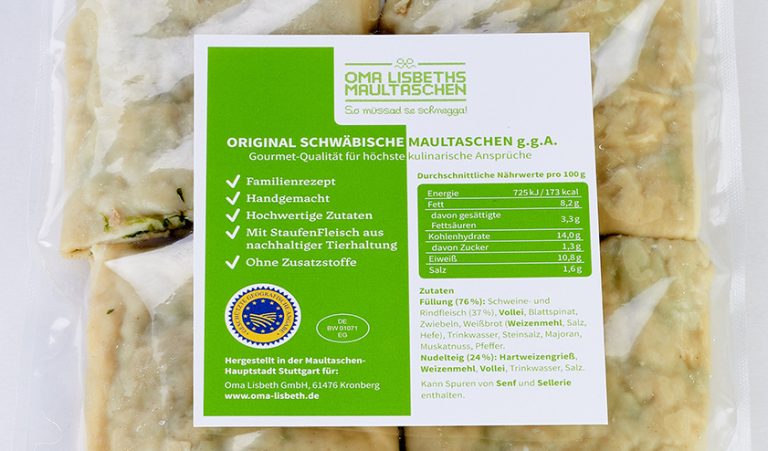 OMA LISBETHS
MAULTASCHEN
So müssad se schmegga!
ORIGINAL SCHWÄBISCHE MAULTASCHEN g.g.A.
Gourmet-Qualität für höchste kulinarische Ansprüche
Familienrezept
Handgemacht
Hochwertige Zutaten
Mit StaufenFleisch aus
nachhaltiger Tierhaltung
Ohne Zusatzstoffe
GESCHÜTZTE GEOGRAFISCHE ANGABE
DE
BW 01071
EG
Hergestellt in der Maultaschen-
Hauptstadt Stuttgart für:
Oma Lisbeth GmbH, 61476 Kronberg
www.oma-lisbeth.de
Durchschnittliche Nährwerte pro 100 g
Energie 725 kJ / 173 kcal
Fett 8,2 g
davon gesättigte
Fettsäuren 3,3 g
Kohlenhydrate 14,0 g
davon Zucker 1,3 g
Eiweiß 10,8 g
Salz 1,6 g
Zutaten
Füllung (76 %): Schweine- und
Rindfleisch (37 %), Vollei, Blattspinat,
Zwiebeln, Weißbrot (Weizenmehl, Salz,
Hefe), Trinkwasser, Steinsalz, Majoran,
Muskatnuss, Pfeffer.
Nudelteig (24 %): Hartweizengrieß,
Weizenmehl, Vollei, Trinkwasser, Salz.
Kann Spuren von Senf und Sellerie
enthalten.